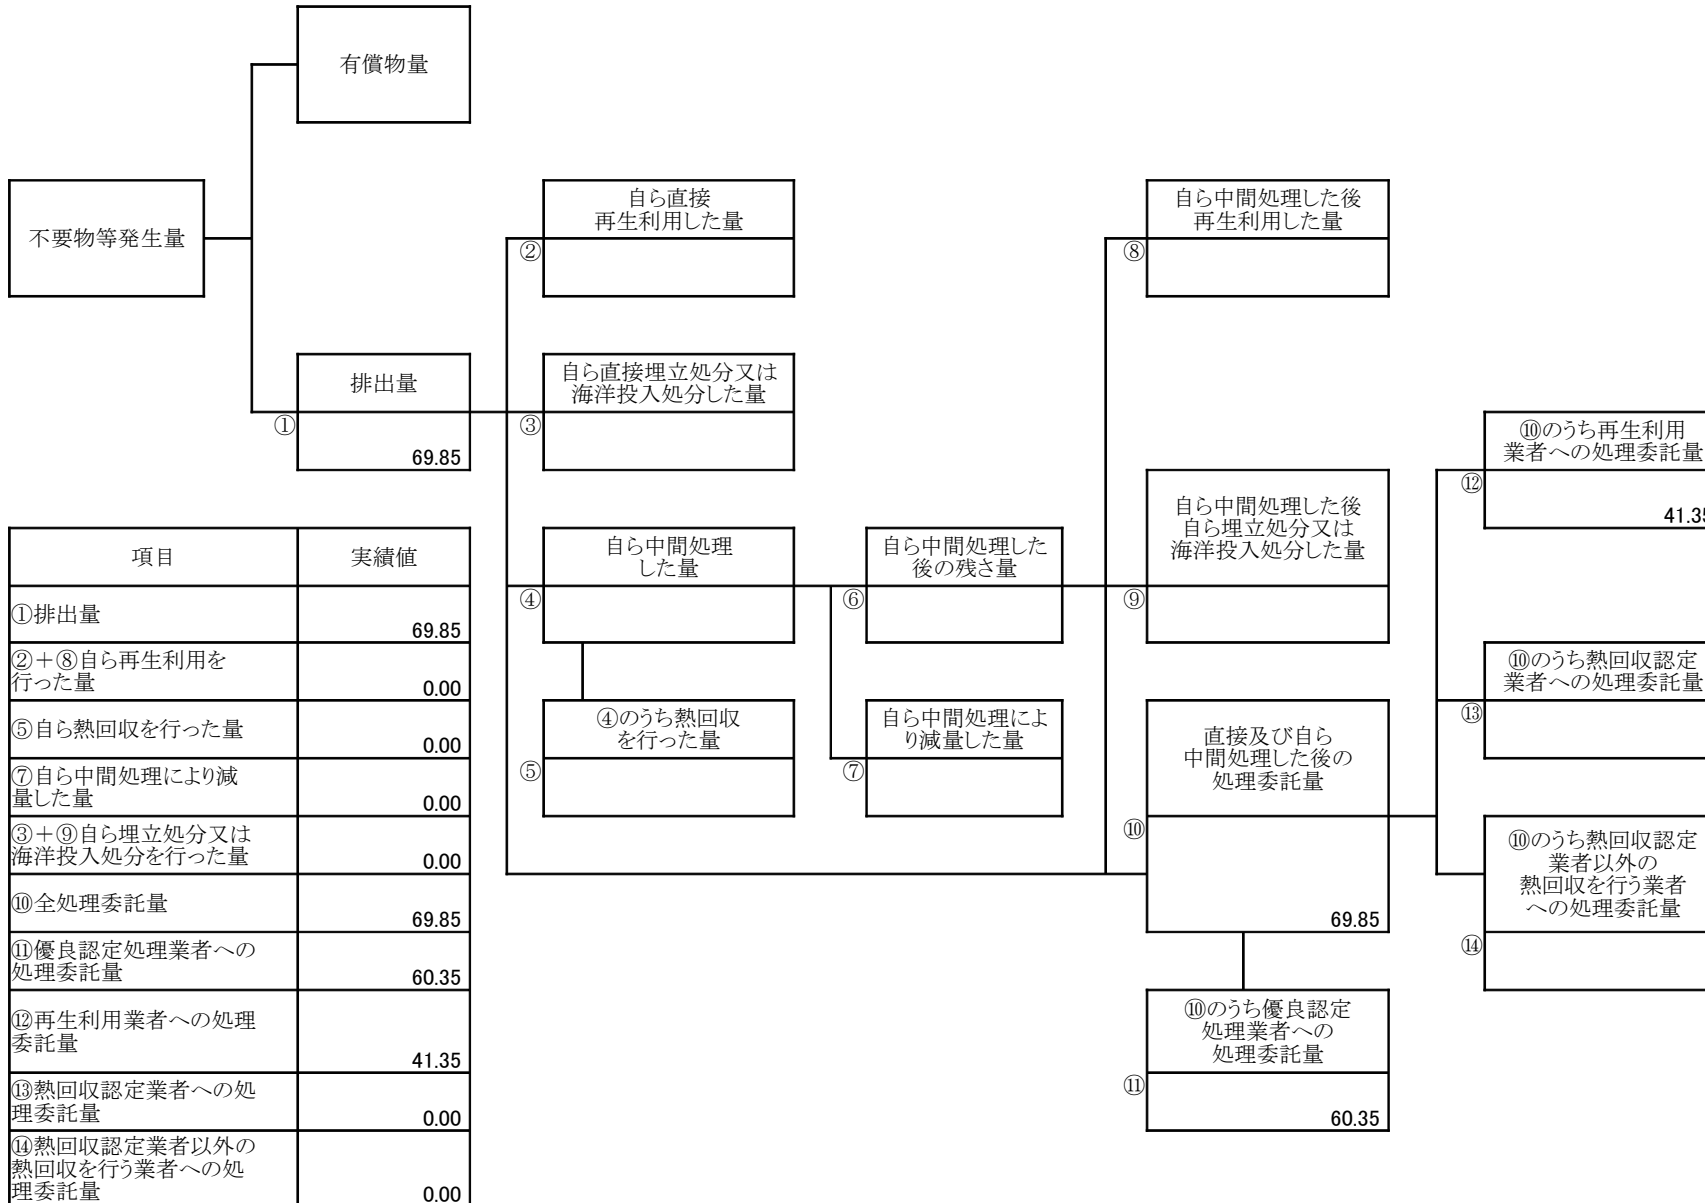 有償物量
不要物等発生量
自ら直接
再生利用した量
②
自ら中間処理した後
再生利用した量
⑧
排出量
①
69.85
自ら直接埋立処分又は
海洋投入処分した量
③
⑩のうち再生利用
業者への処理委託量
⑫
41.35
自ら中間処理した後
自ら埋立処分又は
海洋投入処分した量
⑨
自ら中間処理
した量
④
自ら中間処理した
後の残さ量
⑥
④のうち熱回収
を行った量
⑤
自ら中間処理によ
り減量した量
⑦
直接及び自ら
中間処理した後の
処理委託量
⑩
69.85
⑩のうち熱回収認定
業者への処理委託量
⑬
⑩のうち熱回収認定
業者以外の
熱回収を行う業者
への処理委託量
⑭
⑩のうち優良認定
処理業者への
処理委託量
⑪
60.35
項目 実績値
①排出量
69.85
②+⑧自ら再生利用を
行った量
0.00
⑤自ら熱回収を行った量
0.00
⑦自ら中間処理により減
量した量
0.00
③+⑨自ら埋立処分又は
海洋投入処分を行った量
0.00
⑩全処理委託量
69.85
⑪優良認定処理業者への
処理委託量
60.35
⑫再生利用業者への処理
委託量
41.35
⑬熱回収認定業者への処
理委託量
0.00
⑭熱回収認定業者以外の
熱回収を行う業者への処
理委託量
0.00